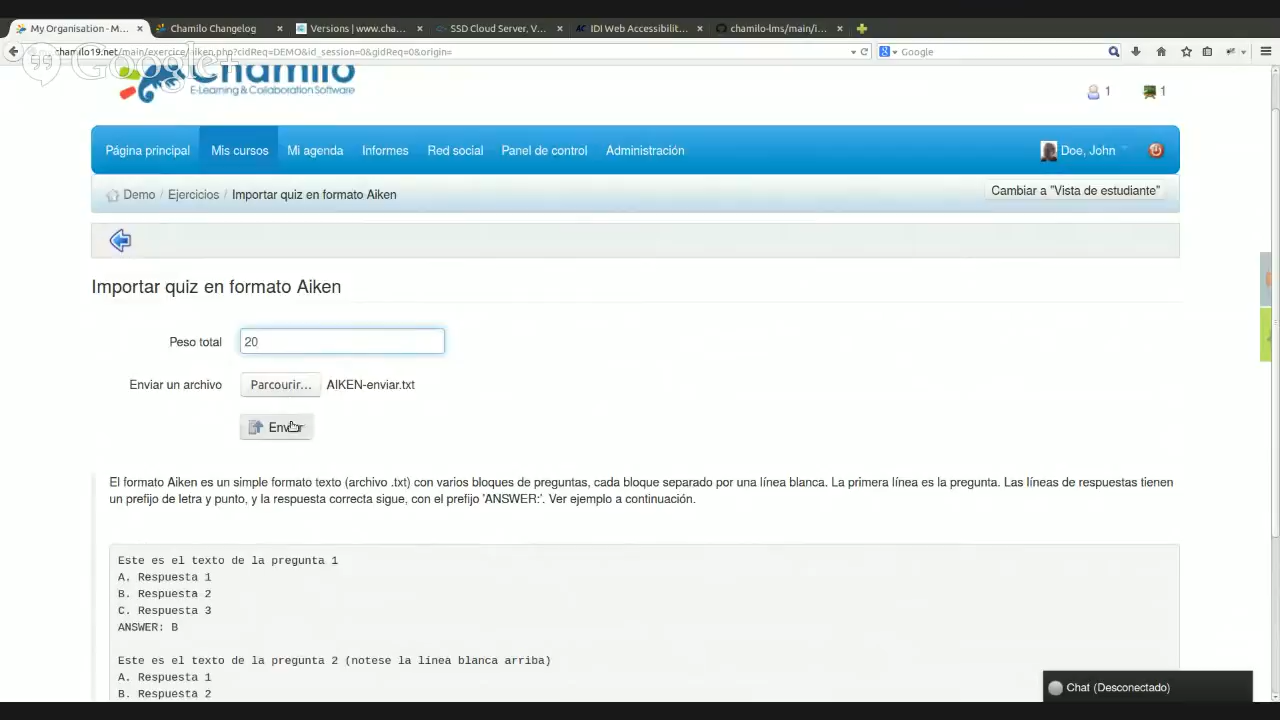 My Organisation - M...
Chamilo Changelog
Versions | www.cha...
SSD Cloud Server, V...
IDI Web Accessibilit...
chamilo-lms/main/i...
chamilo19.net/main/exercice/aiken.php?cidReq=DEMO&id_session=0&gidReq=0&origin=
Google
Google+
Chamilo
E-Learning & Collaboration Software
1
1
Página principal
Mis cursos
Mi agenda
Informes
Red social
Panel de control
Administración
Doe, John
Demo / Ejercicios / Importar quiz en formato Aiken
Cambiar a "Vista de estudiante"
Importar quiz en formato Aiken
Peso total
20
Enviar un archivo
Parcourir...
AIKEN-enviar.txt
Enviar
El formato Aiken es un simple formato texto (archivo .txt) con varios bloques de preguntas, cada bloque separado por una línea blanca. La primera línea es la pregunta. Las líneas de respuestas tienen
un prefijo de letra y punto, y la respuesta correcta sigue, con el prefijo 'ANSWER:'. Ver ejemplo a continuación.
Este es el texto de la pregunta 1
A. Respuesta 1
B. Respuesta 2
C. Respuesta 3
ANSWER: B
Este es el texto de la pregunta 2 (notese la línea blanca arriba)
A. Respuesta 1
B. Respuesta 2
Chat (Desconectado)